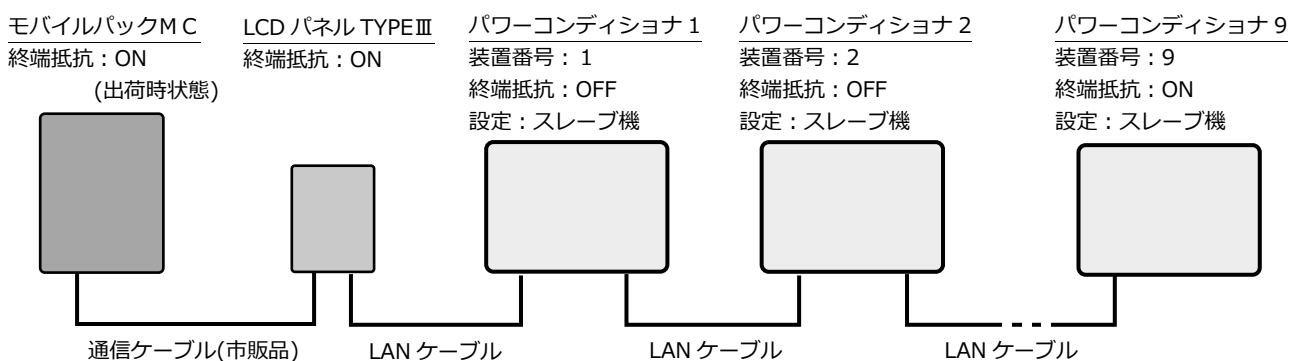 モバイルパックＭＣ
終端抵抗：ON
(出荷時状態)
LCD パネル TYPEⅢ
終端抵抗：ON
パワーコンディショナ 1
装置番号：1
終端抵抗：OFF
設定：スレーブ機
パワーコンディショナ 2
装置番号：2
終端抵抗：OFF
設定：スレーブ機
パワーコンディショナ 9
装置番号：9
終端抵抗：ON
設定：スレーブ機
通信ケーブル(市販品)
LAN ケーブル
LAN ケーブル
LAN ケーブル